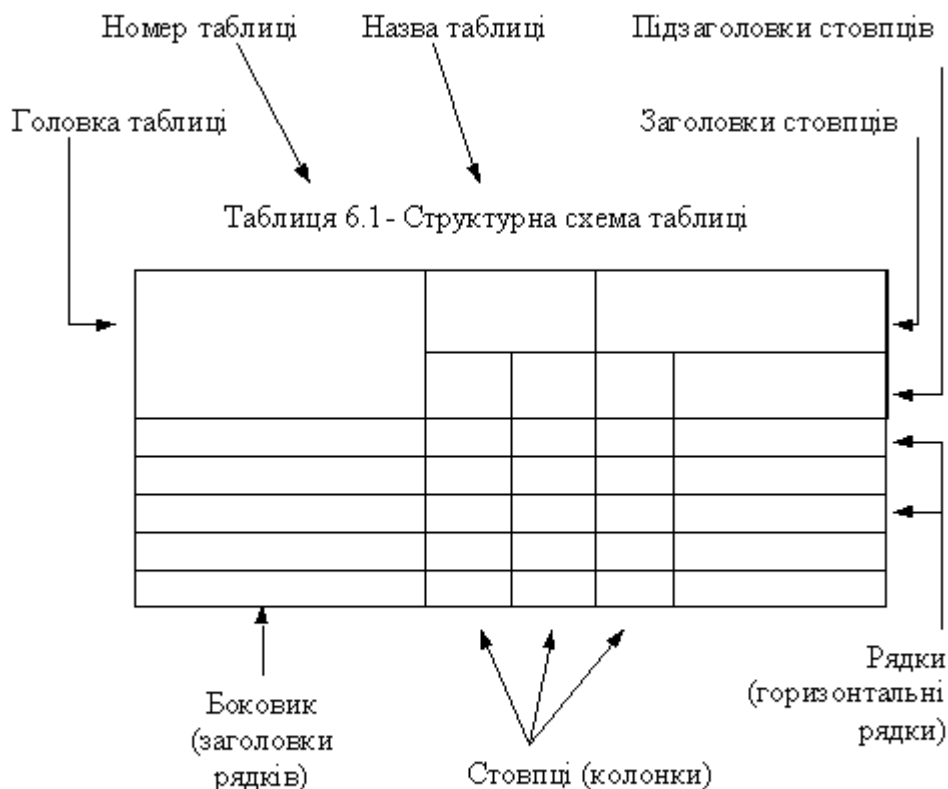 Номер таблиці Назва таблиці Підзаголовки стовпців
Головка таблиці Заголовки стовпців
Таблиця 6.1- Структурна схема таблиці
Рядки
(горизонтальні
рядки)
Боковик
(заголовки
рядків)
Стовпці (колонки)